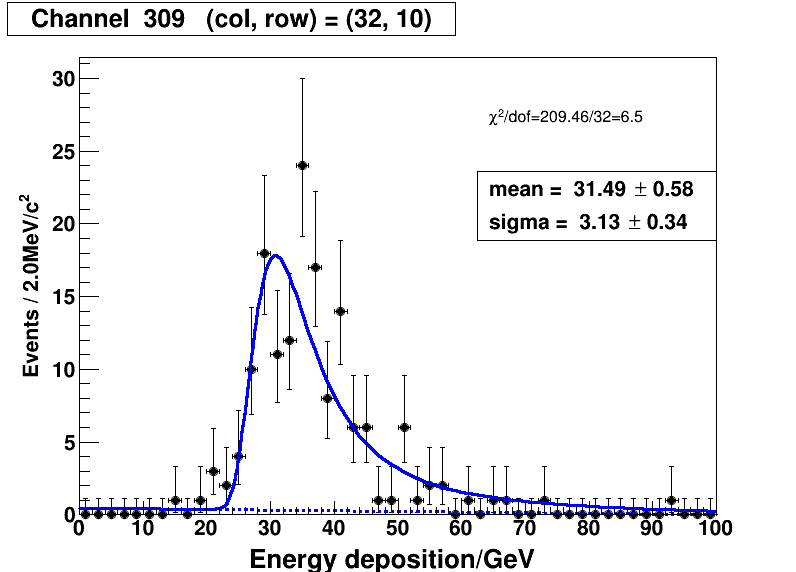 Channel 309 (col, row) = (32, 10)
χ²/dof=209.46/32=6.5
mean = 31.49 ± 0.58
sigma = 3.13 ± 0.34
Events / 2.0MeV/c²
30
25
20
15
10
5
0
0 10 20 30 40 50 60 70 80 90 100
Energy deposition/GeV